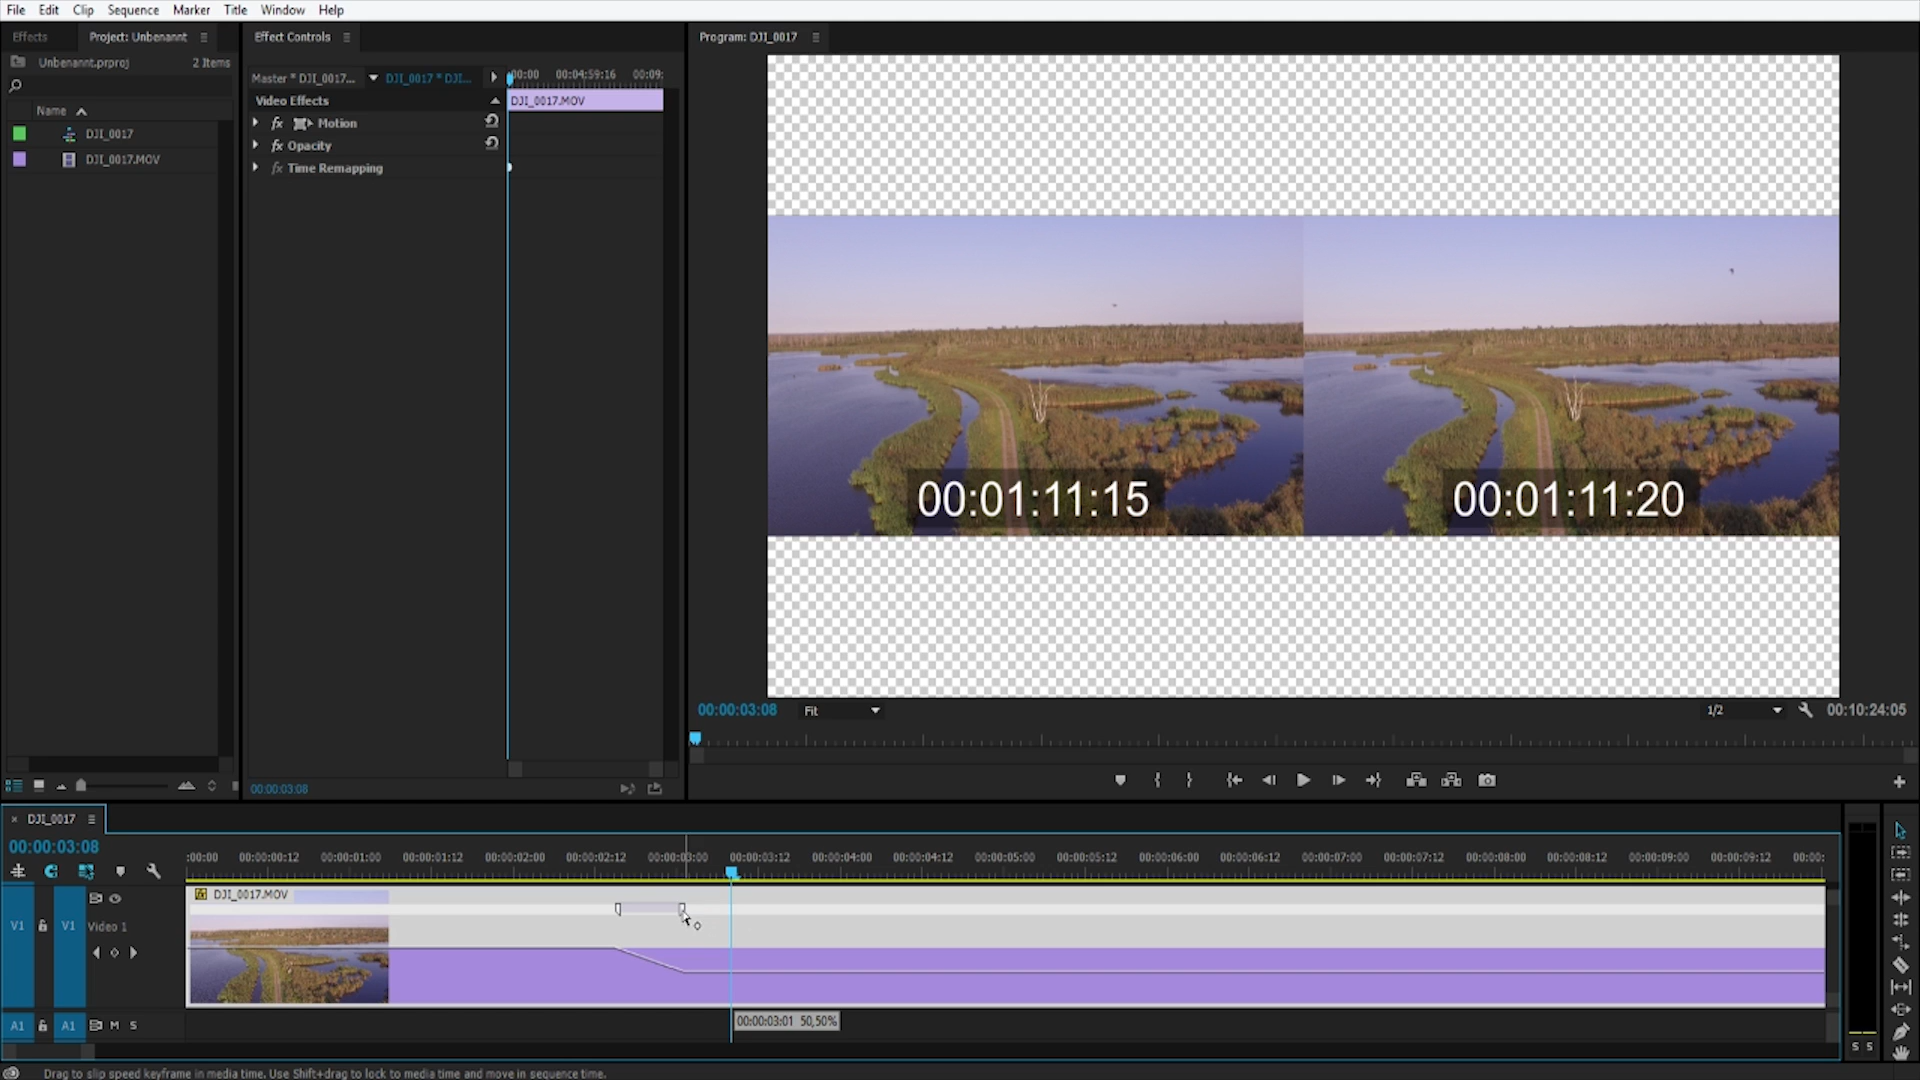 File Edit Clip Sequence Marker Title Window Help
Effects Project: Unbenannt
Unbenannt.prproj 2 Items
Name
DJI_0017
DJI_0017.MOV
Effect Controls
Master * DJI_0017... DJI_0017 * DJI...
:00:00 00:04:59:16 00:09:
Video Effects
DJI_0017.MOV
fx Motion
fx Opacity
fx Time Remapping
00:00:03:08
Program: DJI_0017
00:01:11:15
00:01:11:20
00:00:03:08 Fit 1/2 00:10:24:05
× DJI_0017
00:00:03:08
:00:00 00:00:00:12 00:00:01:00 00:00:01:12 00:00:02:00 00:00:02:12 00:00:03:00 00:00:03:12 00:00:04:00 00:00:04:12 00:00:05:00 00:00:05:12 00:00:06:00 00:00:06:12 00:00:07:00 00:00:07:12 00:00:08:00 00:00:08:12 00:00:09:00 00:00:09:12 00:00:
fx DJI_0017.MOV
V1 V1 Video 1
A1 A1 M S
00:00:03:01 50,50%
S S
Drag to slip speed keyframe in media time. Use Shift+drag to lock to media time and move in sequence time.